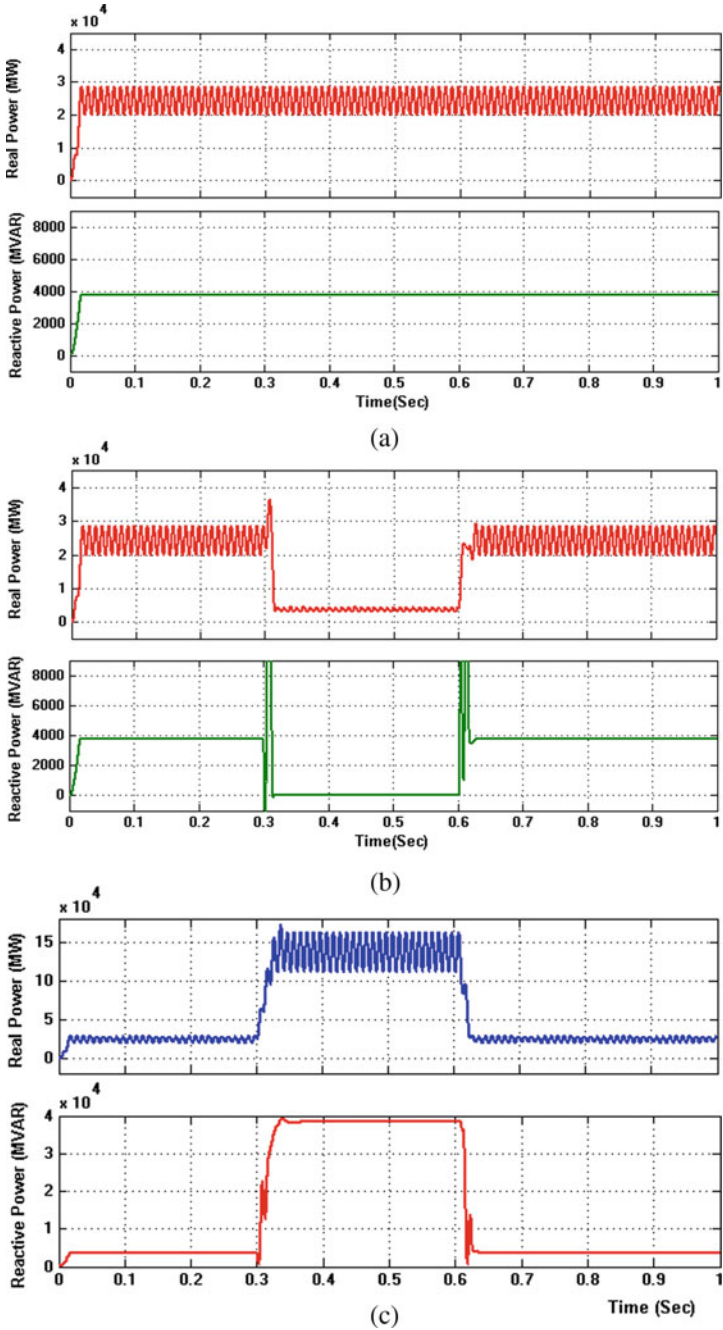 x 10 4
Real Power (MW)
4
3
2
1
0
Reactive Power (MVAR)
8000
6000
4000
2000
0
0 0.1 0.2 0.3 0.4 0.5 0.6 0.7 0.8 0.9 1
Time(Sec)
(a)
x 10 4
Real Power (MW)
4
3
2
1
0
Reactive Power (MVAR)
8000
6000
4000
2000
0
0 0.1 0.2 0.3 0.4 0.5 0.6 0.7 0.8 0.9 1
Time(Sec)
(b)
x 10 4
Real Power (MW)
15
10
5
0
x 10 4
Reactive Power (MVAR)
4
3
2
1
0
0 0.1 0.2 0.3 0.4 0.5 0.6 0.7 0.8 0.9 1
Time (Sec)
(c)